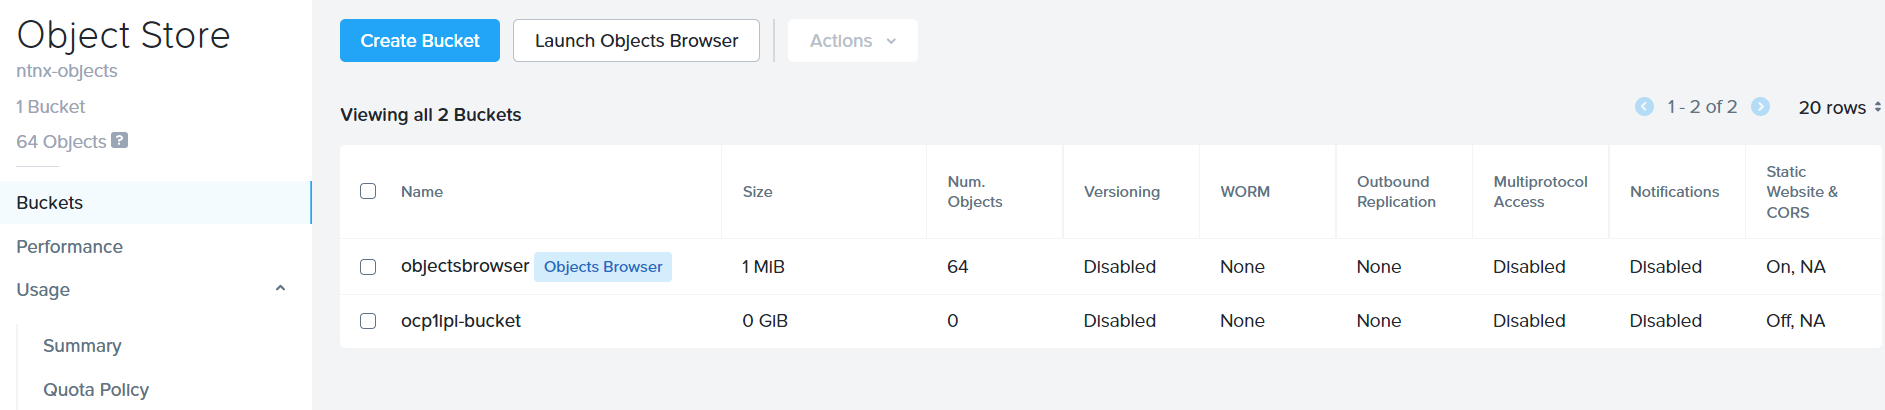 Object Store
ntnx-objects
1 Bucket
64 Objects ?
Buckets
Performance
Usage
Summary
Quota Policy
Create Bucket Launch Objects Browser Actions
Viewing all 2 Buckets 1 - 2 of 2 20 rows
Name Size Num. Objects Versioning WORM Outbound Replication Multiprotocol Access Notifications Static Website & CORS
objectsbrowser Objects Browser 1 MiB 64 Disabled None None Disabled Disabled On, NA
ocp1ipi-bucket 0 GiB 0 Disabled None None Disabled Disabled Off, NA